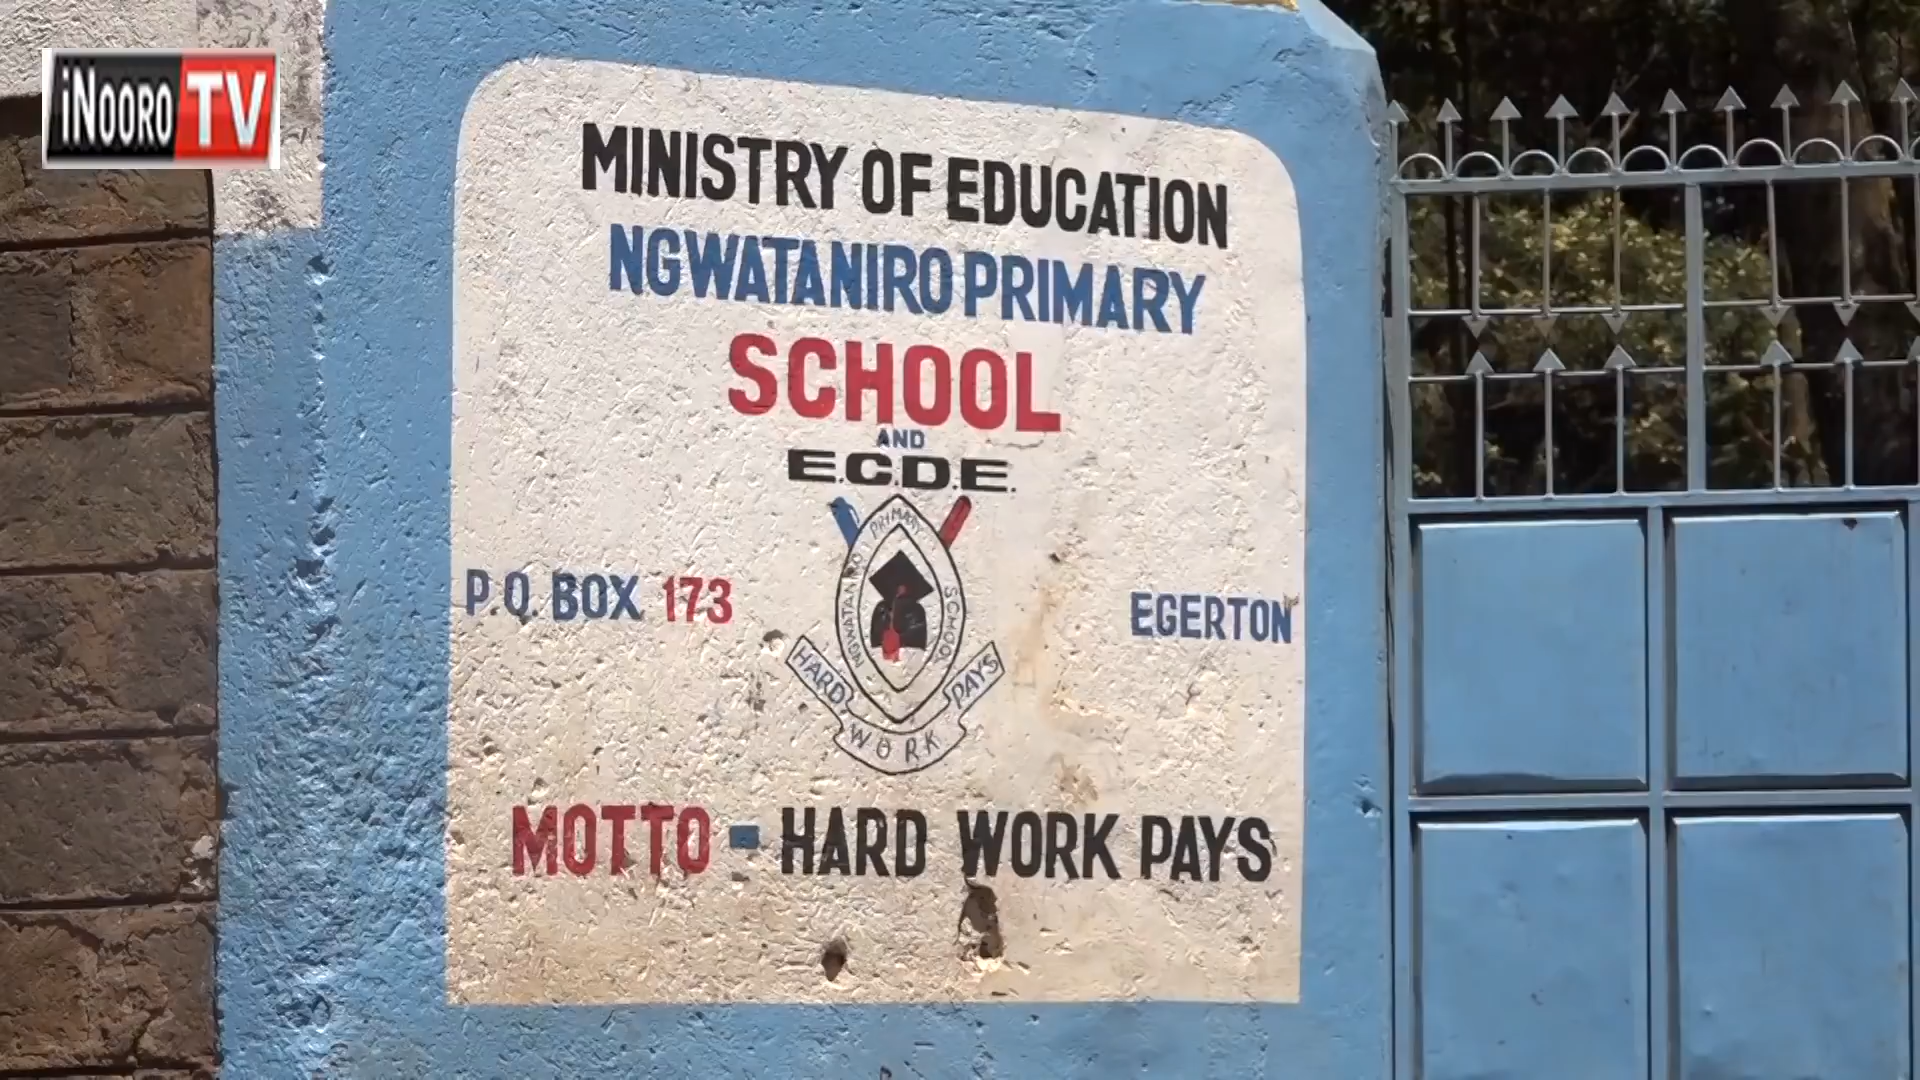 iNOORO TV
MINISTRY OF EDUCATION
NGWATANIRO PRIMARY
SCHOOL
AND
E.C.D.E.
NGWATANIRO PRIMARY SCHOOL
P.O. BOX 173
EGERTON
HARD WORK PAYS
MOTTO = HARD WORK PAYS